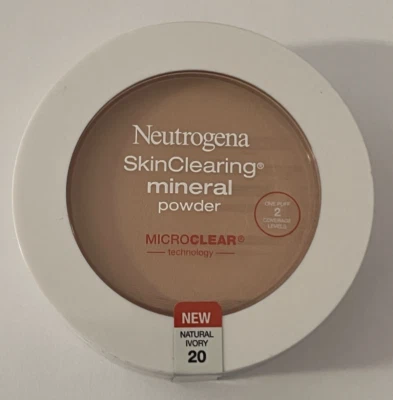 Neutrogena
SkinClearing®
mineral
powder
ONE PUFF
2
COVERAGE
LEVELS
MICROCLEAR®
technology
NEW
NATURAL
IVORY
20